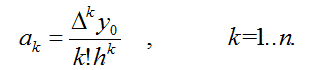 a_k = Δ^k y_0 / k!h^k , k=1..n.